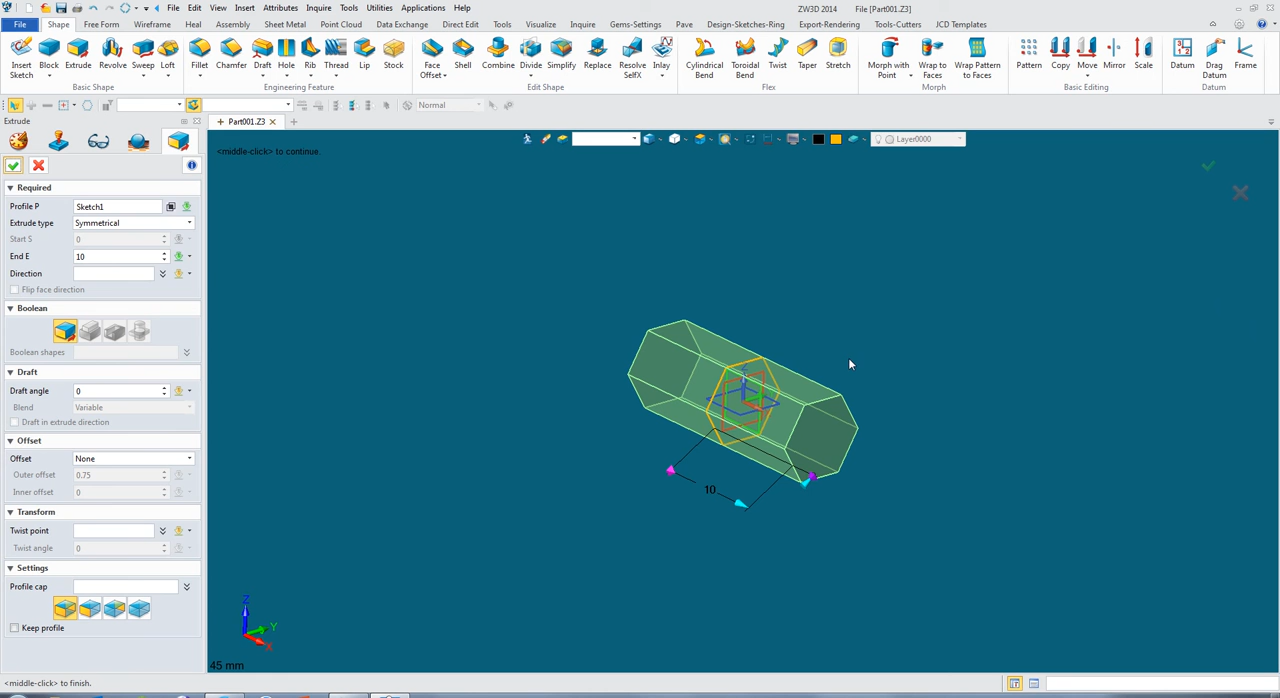 File Edit View Insert Attributes Inquire Tools Utilities Applications Help ZW3D 2014 File [Part001.Z3]
File Shape Free Form Wireframe Heal Assembly Sheet Metal Point Cloud Data Exchange Direct Edit Tools Visualize Inquire Gems-Settings Pave Design-Sketches-Ring Export-Rendering Tools-Cutters JCD Templates
Insert Sketch Block Extrude Revolve Sweep Loft Fillet Chamfer Draft Hole Rib Thread Lip Stock Face Offset Shell Combine Divide Simplify Replace Resolve SelfX Inlay Cylindrical Bend Toroidal Bend Twist Taper Stretch Morph with Point Wrap to Faces Wrap Pattern to Faces Pattern Copy Move Mirror Scale Datum Drag Datum Frame
Basic Shape Engineering Feature Edit Shape Flex Morph Basic Editing Datum
Normal
Extrude
Part001.Z3
Layer0000
<middle-click> to continue.
Required
Profile P Sketch1
Extrude type Symmetrical
Start S 0
End E 10
Direction
Flip face direction
Boolean
Boolean shapes
Draft
Draft angle 0
Blend Variable
Draft in extrude direction
Offset
Offset None
Outer offset 0.75
Inner offset 0
Transform
Twist point
Twist angle 0
Settings
Profile cap
Keep profile
10
Z
Z
Y
X
45 mm
<middle-click> to finish.